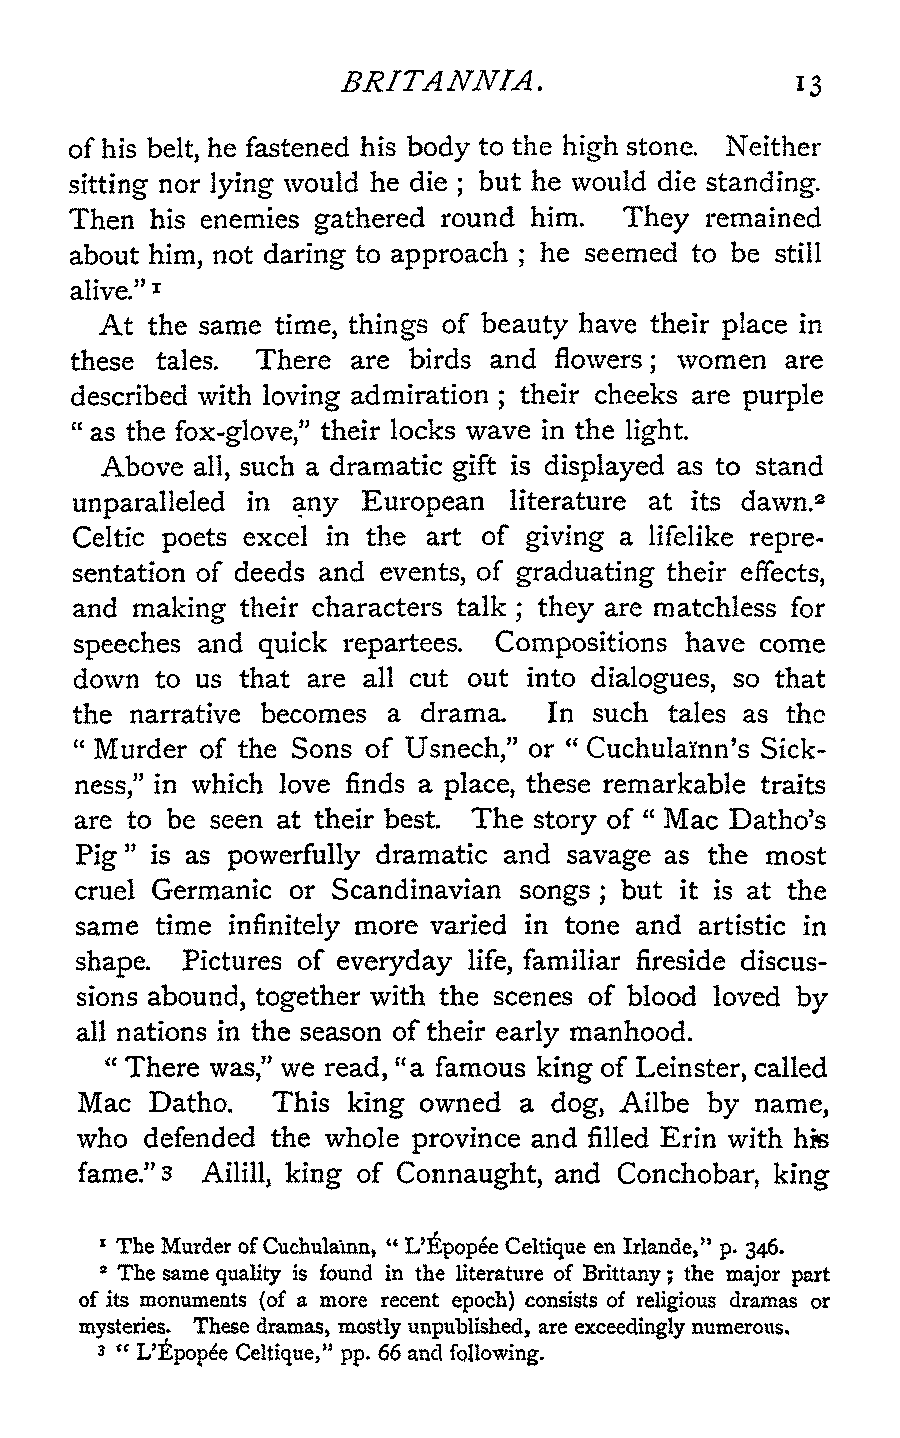 BRITANNIA. 13
of his belt, he fastened his body to the high stone. Neither
sitting nor lying would he die ; but he would die standing.
Then his enemies gathered round him. They remained
about him, not daring to approach ; he seemed to be still
alive." ¹
At the same time, things of beauty have their place in
these tales. There are birds and flowers ; women are
described with loving admiration ; their cheeks are purple
" as the fox-glove," their locks wave in the light.
Above all, such a dramatic gift is displayed as to stand
unparalleled in any European literature at its dawn.²
Celtic poets excel in the art of giving a lifelike repre-
sentation of deeds and events, of graduating their effects,
and making their characters talk ; they are matchless for
speeches and quick repartees. Compositions have come
down to us that are all cut out into dialogues, so that
the narrative becomes a drama. In such tales as the
" Murder of the Sons of Usnech," or " Cuchulaïnn's Sick-
ness," in which love finds a place, these remarkable traits
are to be seen at their best. The story of " Mac Datho's
Pig " is as powerfully dramatic and savage as the most
cruel Germanic or Scandinavian songs ; but it is at the
same time infinitely more varied in tone and artistic in
shape. Pictures of everyday life, familiar fireside discus-
sions abound, together with the scenes of blood loved by
all nations in the season of their early manhood.
" There was," we read, "a famous king of Leinster, called
Mac Datho. This king owned a dog, Ailbe by name,
who defended the whole province and filled Erin with his
fame." ³ Ailill, king of Connaught, and Conchobar, king
¹ The Murder of Cuchulaïnn, " L'Épopée Celtique en Irlande," p. 346.
² The same quality is found in the literature of Brittany ; the major part
of its monuments (of a more recent epoch) consists of religious dramas or
mysteries. These dramas, mostly unpublished, are exceedingly numerous.
³ " L'Épopée Celtique," pp. 66 and following.